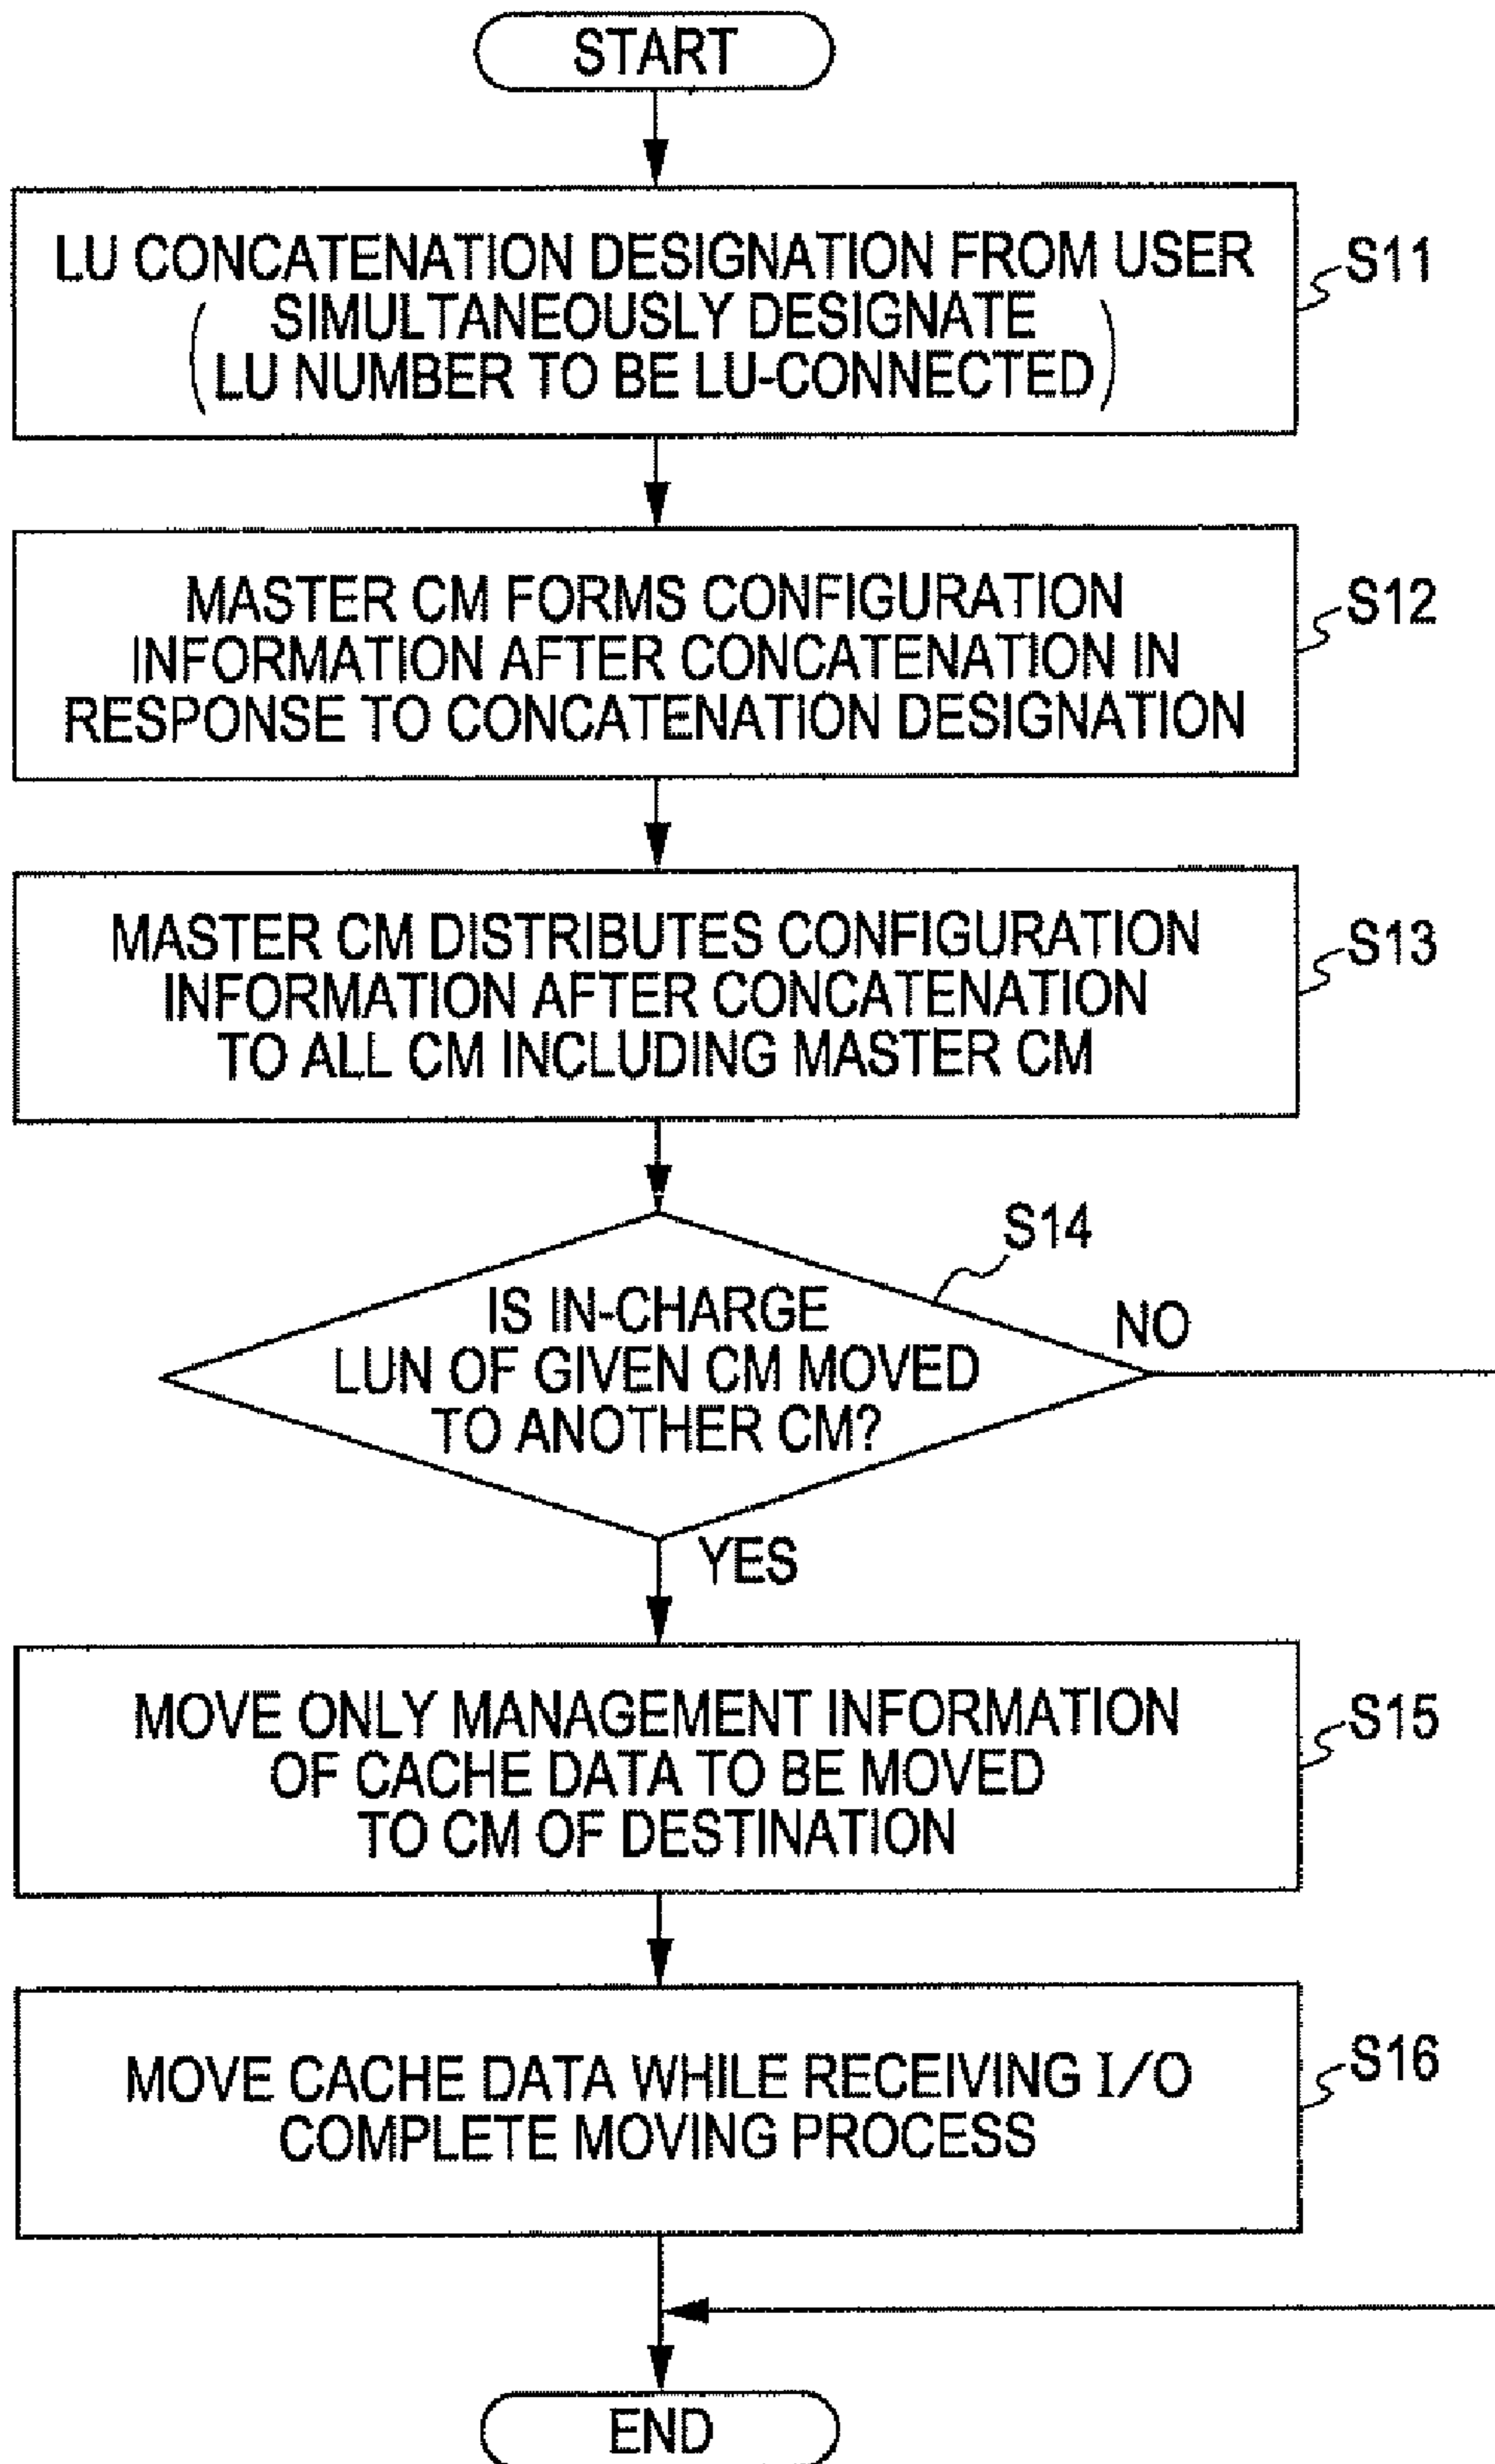 START
LU CONCATENATION DESIGNATION FROM USER
( SIMULTANEOUSLY DESIGNATE
LU NUMBER TO BE LU-CONNECTED )
S11
MASTER CM FORMS CONFIGURATION
INFORMATION AFTER CONCATENATION IN
RESPONSE TO CONCATENATION DESIGNATION
S12
MASTER CM DISTRIBUTES CONFIGURATION
INFORMATION AFTER CONCATENATION
TO ALL CM INCLUDING MASTER CM
S13
S14
IS IN-CHARGE
LUN OF GIVEN CM MOVED
TO ANOTHER CM?
NO
YES
MOVE ONLY MANAGEMENT INFORMATION
OF CACHE DATA TO BE MOVED
TO CM OF DESTINATION
S15
MOVE CACHE DATA WHILE RECEIVING I/O
COMPLETE MOVING PROCESS
S16
END